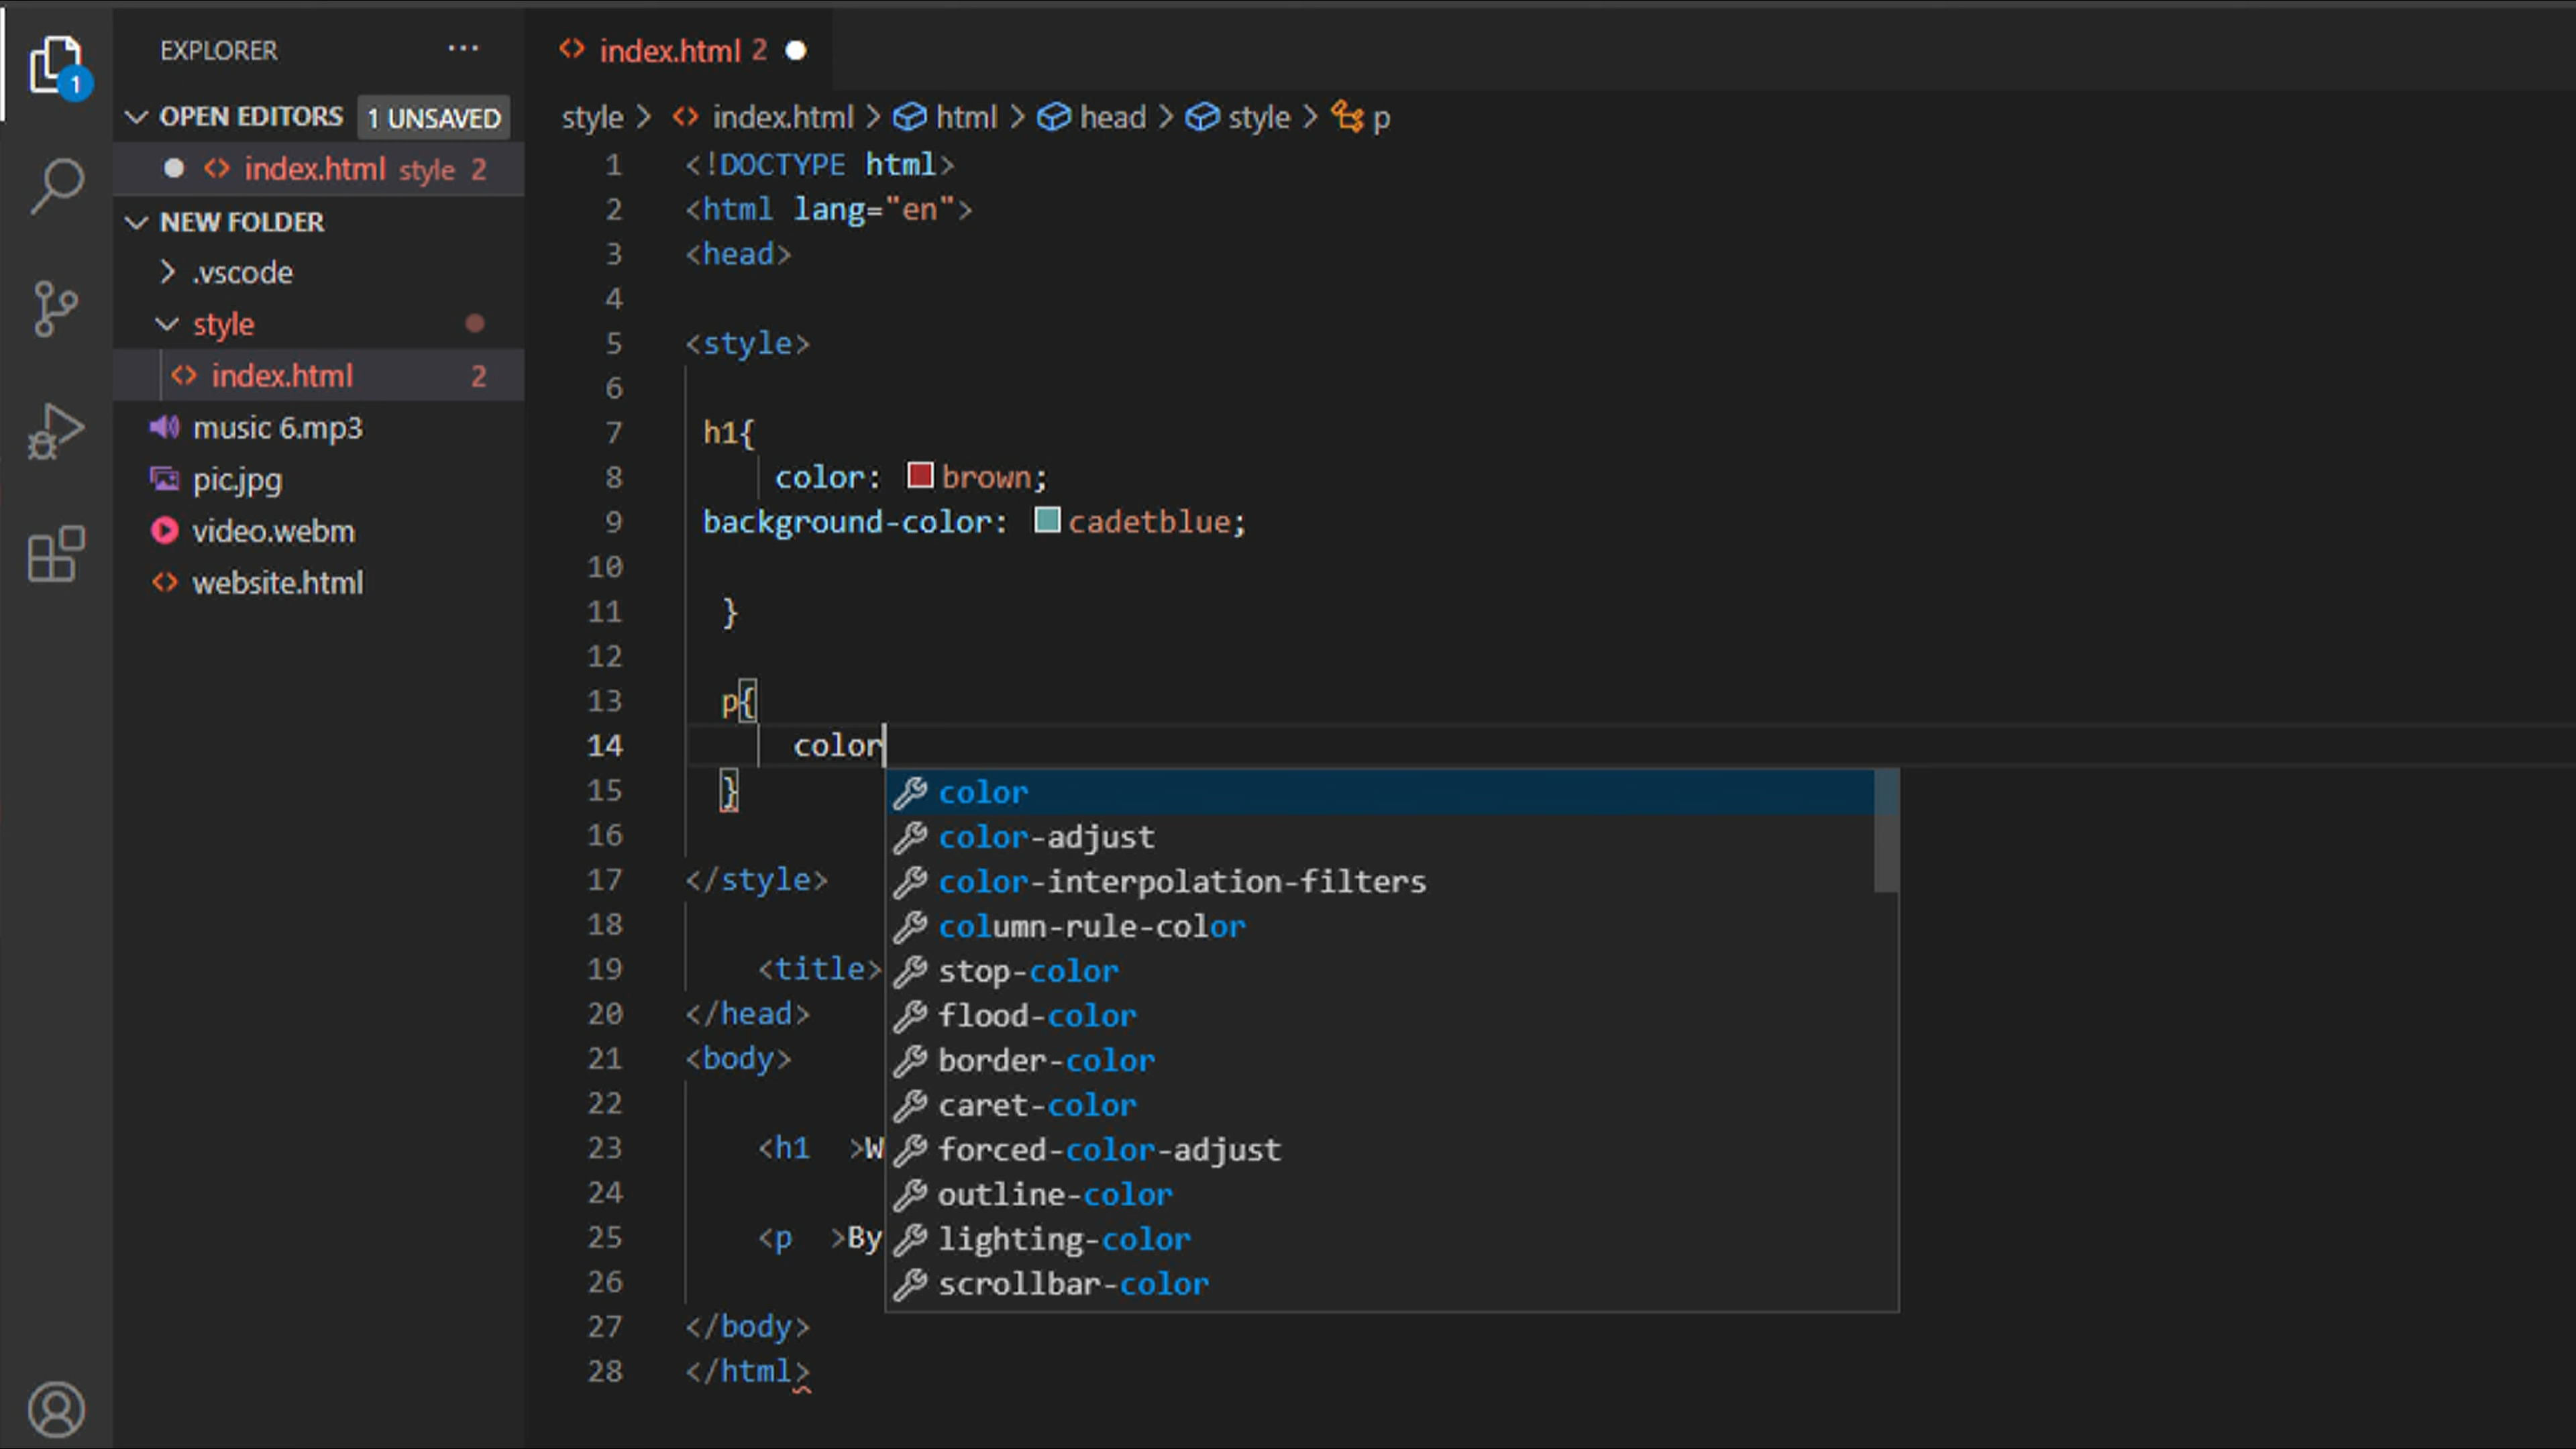 EXPLORER ...
OPEN EDITORS 1 UNSAVED
index.html style 2
NEW FOLDER
.vscode
style
index.html 2
music 6.mp3
pic.jpg
video.webm
website.html
index.html 2
style > index.html > html > head > style > p
1 <!DOCTYPE html>
2 <html lang="en">
3 <head>
4
5 <style>
6
7 h1{
8 color: brown;
9 background-color: cadetblue;
10
11 }
12
13 p{
14 color
15 }
16
17 </style>
18
19 <title>
20 </head>
21 <body>
22
23 <h1 >W
24
25 <p >By
26
27 </body>
28 </html>
color
color-adjust
color-interpolation-filters
column-rule-color
stop-color
flood-color
border-color
caret-color
forced-color-adjust
outline-color
lighting-color
scrollbar-color
1